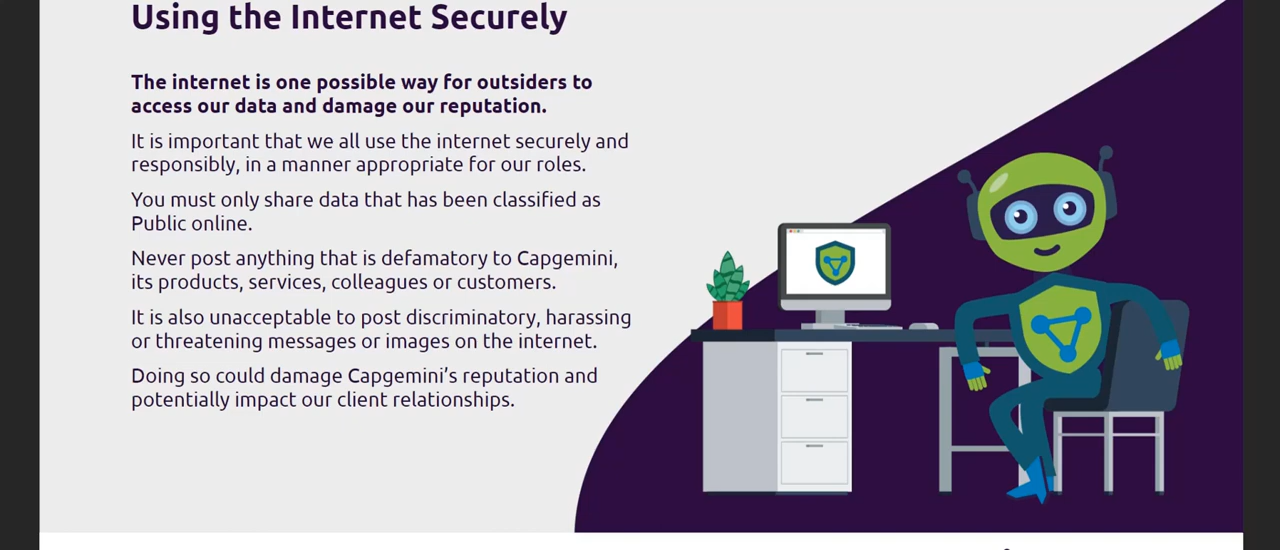 Using the Internet Securely
The internet is one possible way for outsiders to
access our data and damage our reputation.
It is important that we all use the internet securely and
responsibly, in a manner appropriate for our roles.
You must only share data that has been classified as
Public online.
Never post anything that is defamatory to Capgemini,
its products, services, colleagues or customers.
It is also unacceptable to post discriminatory, harassing
or threatening messages or images on the internet.
Doing so could damage Capgemini’s reputation and
potentially impact our client relationships.